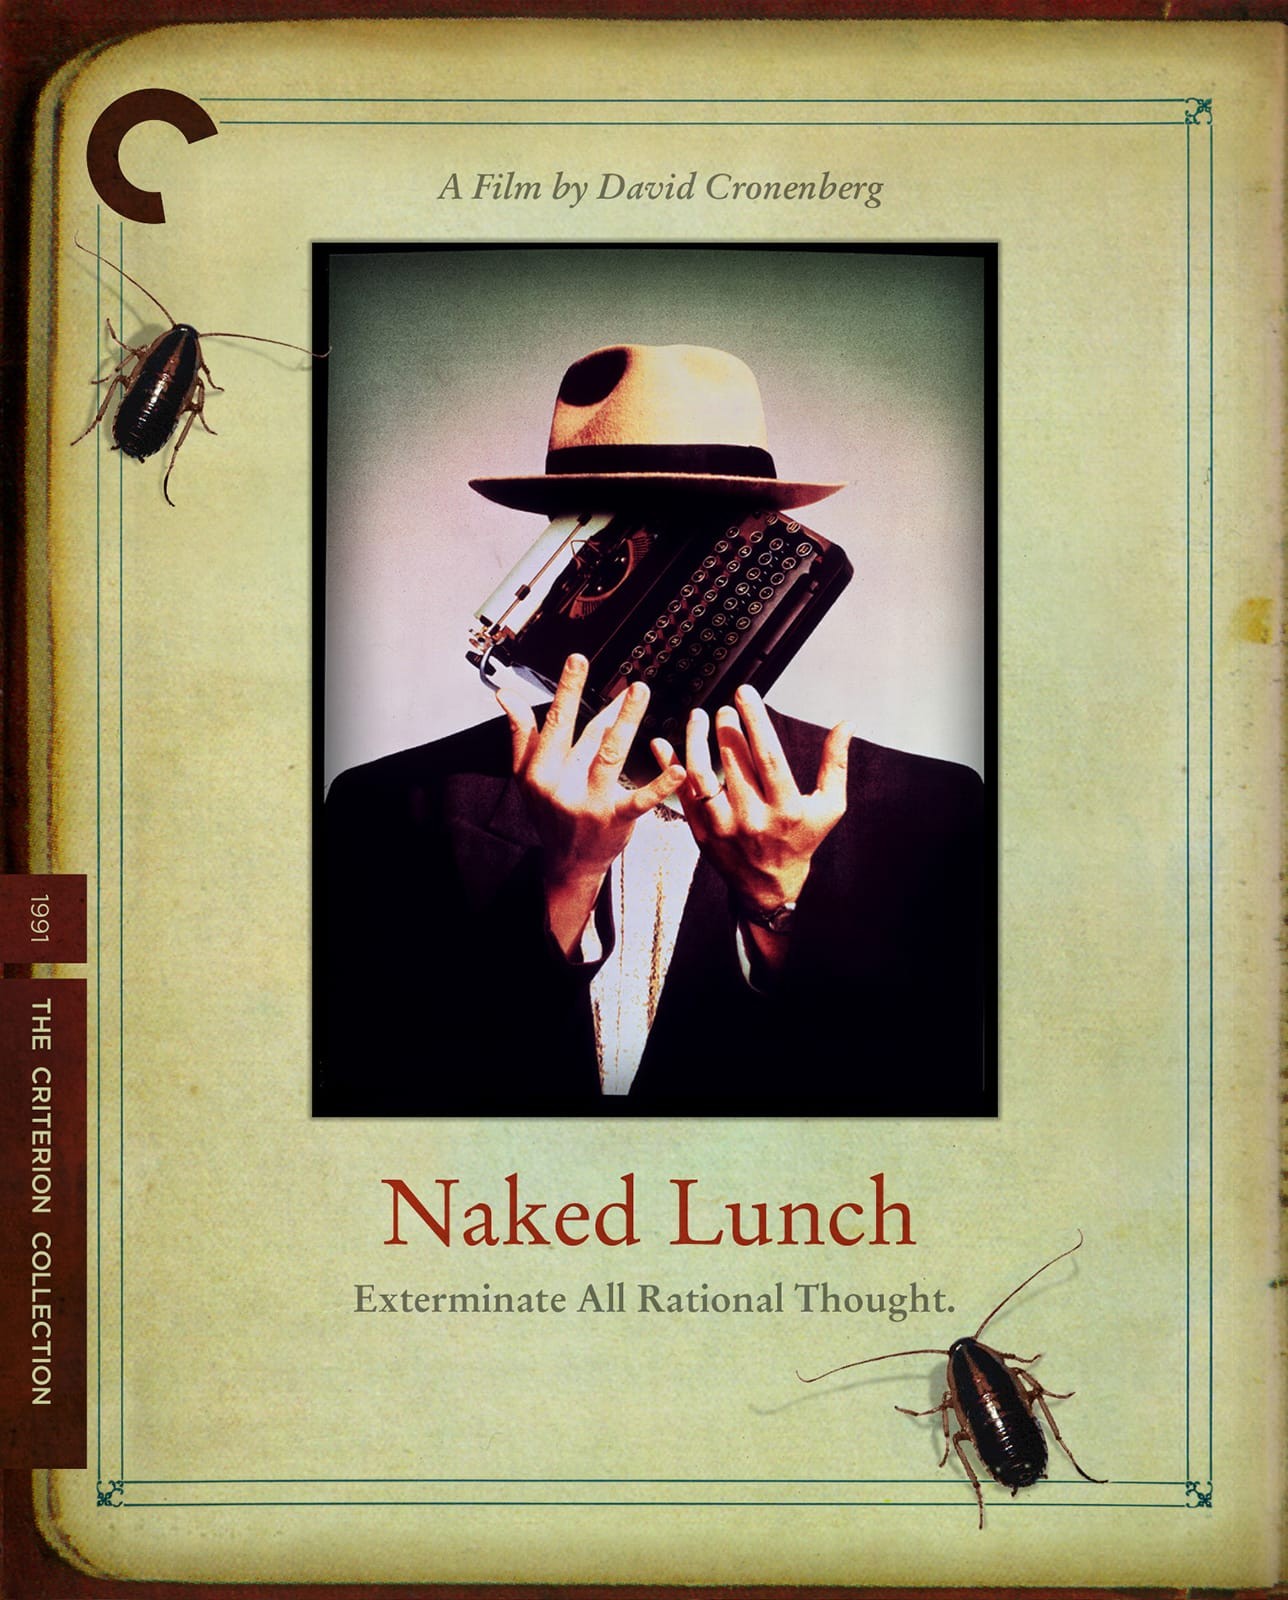 A Film by David Cronenberg
Naked Lunch
Exterminate All Rational Thought.
1991
THE CRITERION COLLECTION